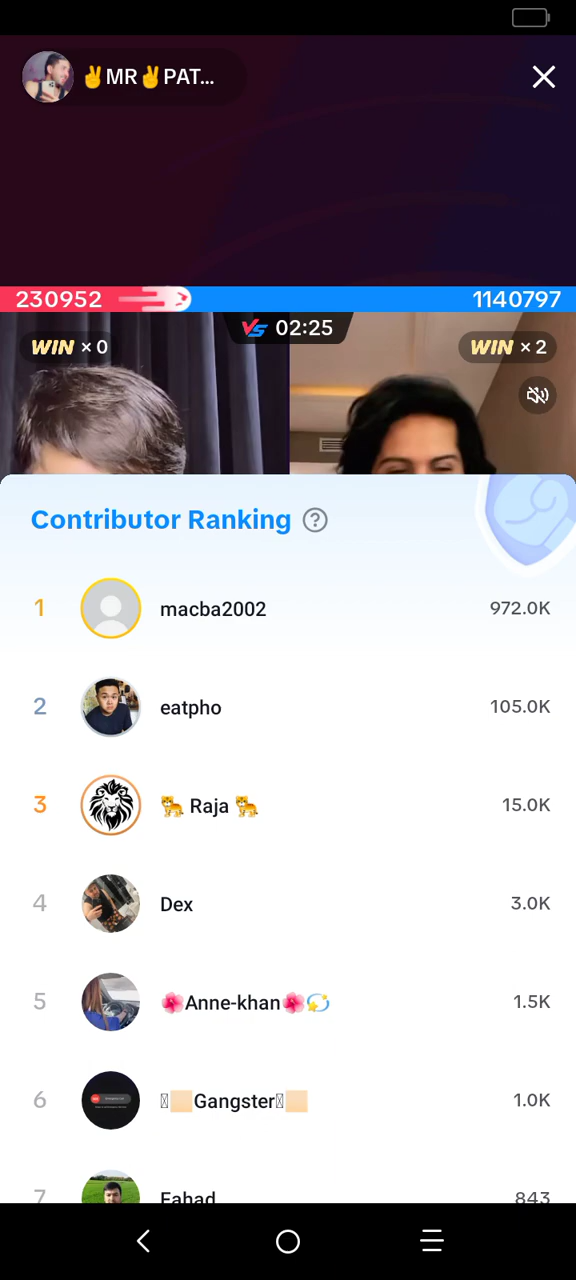 ✌MR✌PAT...
230952
1140797
VS 02:25
WIN × 0
WIN × 2
Contributor Ranking
1 macba2002 972.0K
2 eatpho 105.0K
3 🐅 Raja 🐅 15.0K
4 Dex 3.0K
5 🌺Anne-khan🌺💫 1.5K
6 Gangster 1.0K
7 Fahad 843